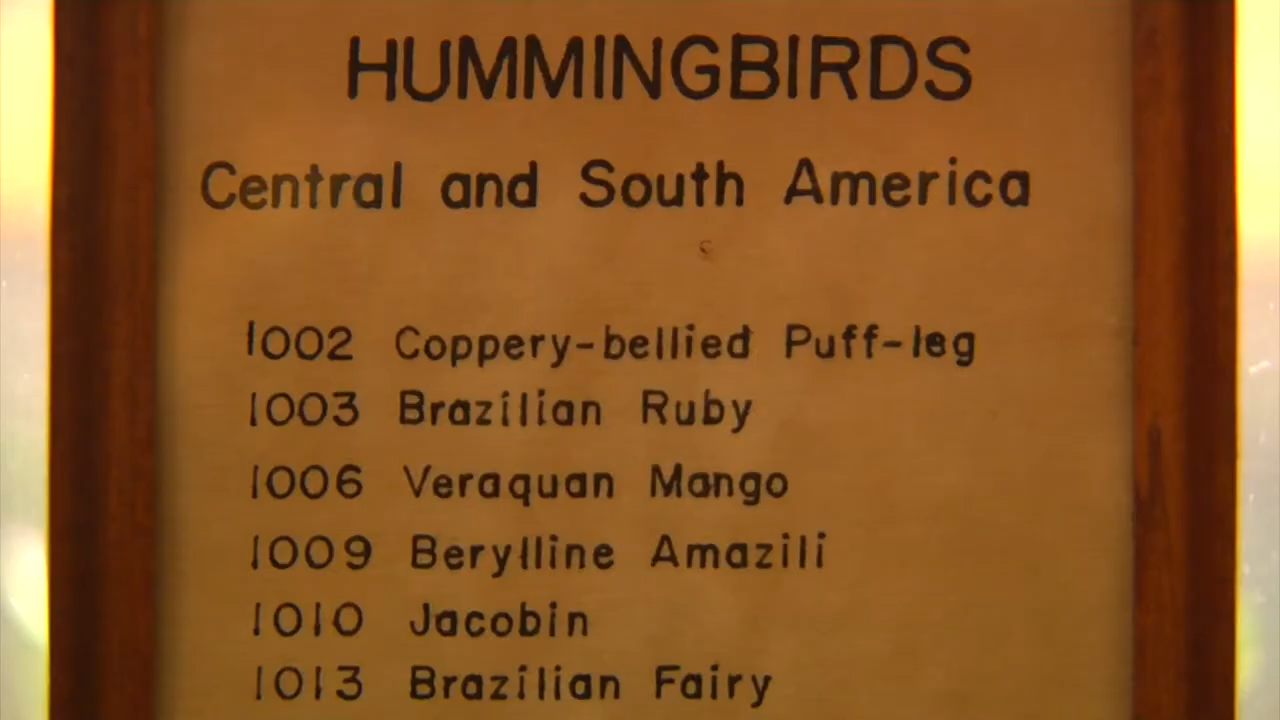 HUMMINGBIRDS
Central and South America
1002 Coppery-bellied Puff-leg
1003 Brazilian Ruby
1006 Veraquan Mango
1009 Berylline Amazili
1010 Jacobin
1013 Brazilian Fairy